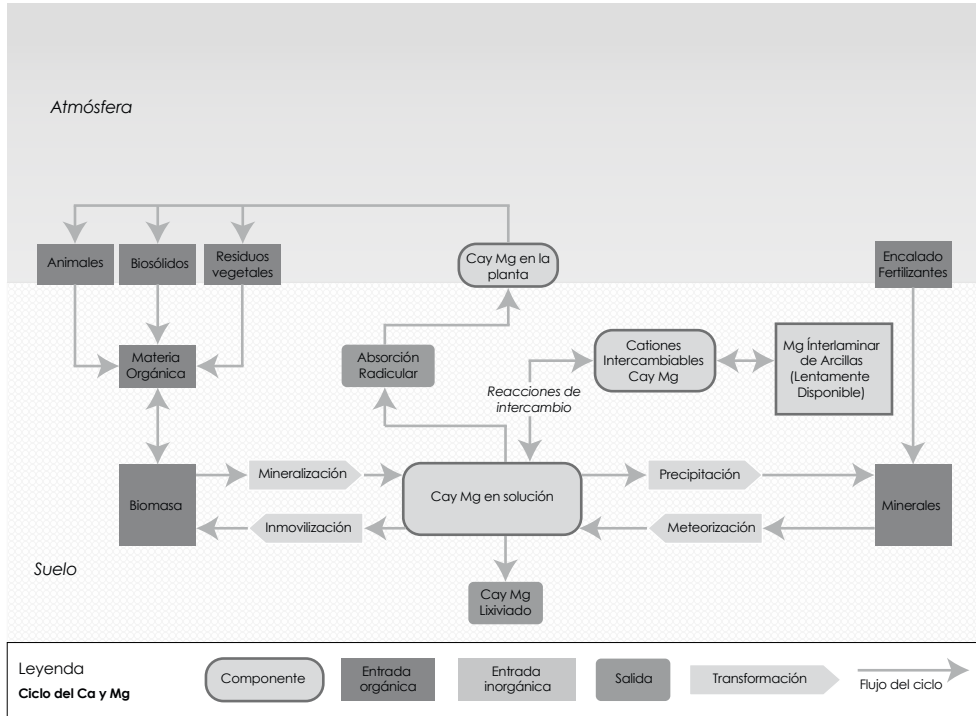 Atmósfera
Animales
Biosólidos
Residuos
vegetales
Cay Mg en la
planta
Encalado
Fertilizantes
Materia
Orgánica
Absorción
Radicular
Cationes
Intercambiables
Cay Mg
Mg Ínterlaminar
de Arcillas
(Lentamente
Disponible)
Reacciones de
intercambio
Biomasa
Mineralización
Inmovilización
Cay Mg en solución
Precipitación
Meteorización
Minerales
Suelo
Cay Mg
Lixiviado
Leyenda
Ciclo del Ca y Mg
Componente
Entrada
orgánica
Entrada
inorgánica
Salida
Transformación
Flujo del ciclo